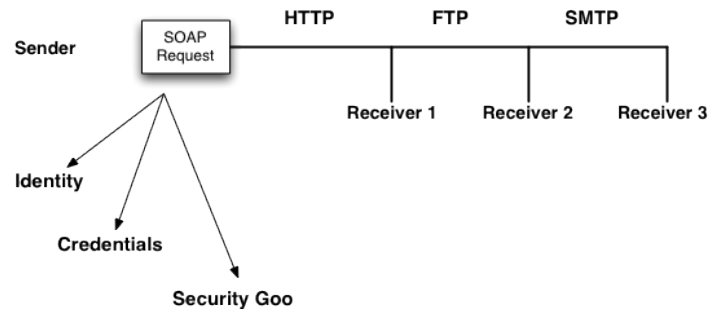 HTTP FTP SMTP
Sender
SOAP
Request
Receiver 1 Receiver 2 Receiver 3
Identity
Credentials
Security Goo